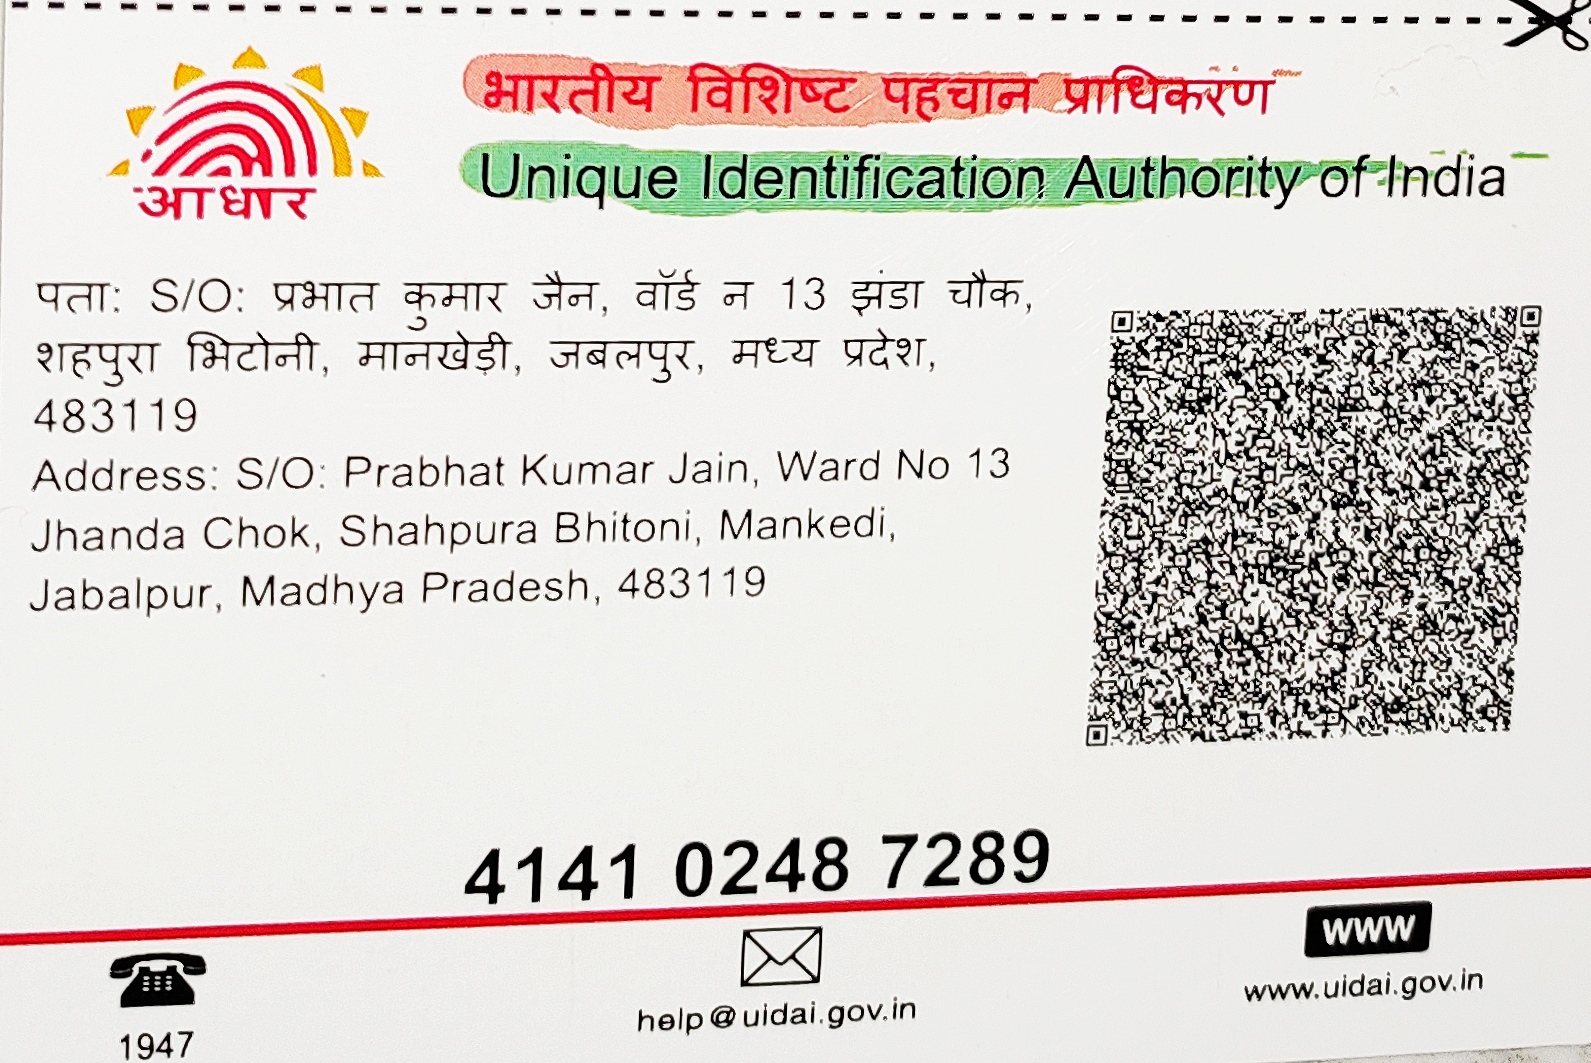 आधार
भारतीय विशिष्ट पहचान प्राधिकरण
Unique Identification Authority of India
पता: S/O: प्रभात कुमार जैन, वॉर्ड न 13 झंडा चौक,
शहपुरा भिटोनी, मानखेड़ी, जबलपुर, मध्य प्रदेश,
483119
Address: S/O: Prabhat Kumar Jain, Ward No 13
Jhanda Chok, Shahpura Bhitoni, Mankedi,
Jabalpur, Madhya Pradesh, 483119
4141 0248 7289
1947
help@uidai.gov.in
WWW
www.uidai.gov.in